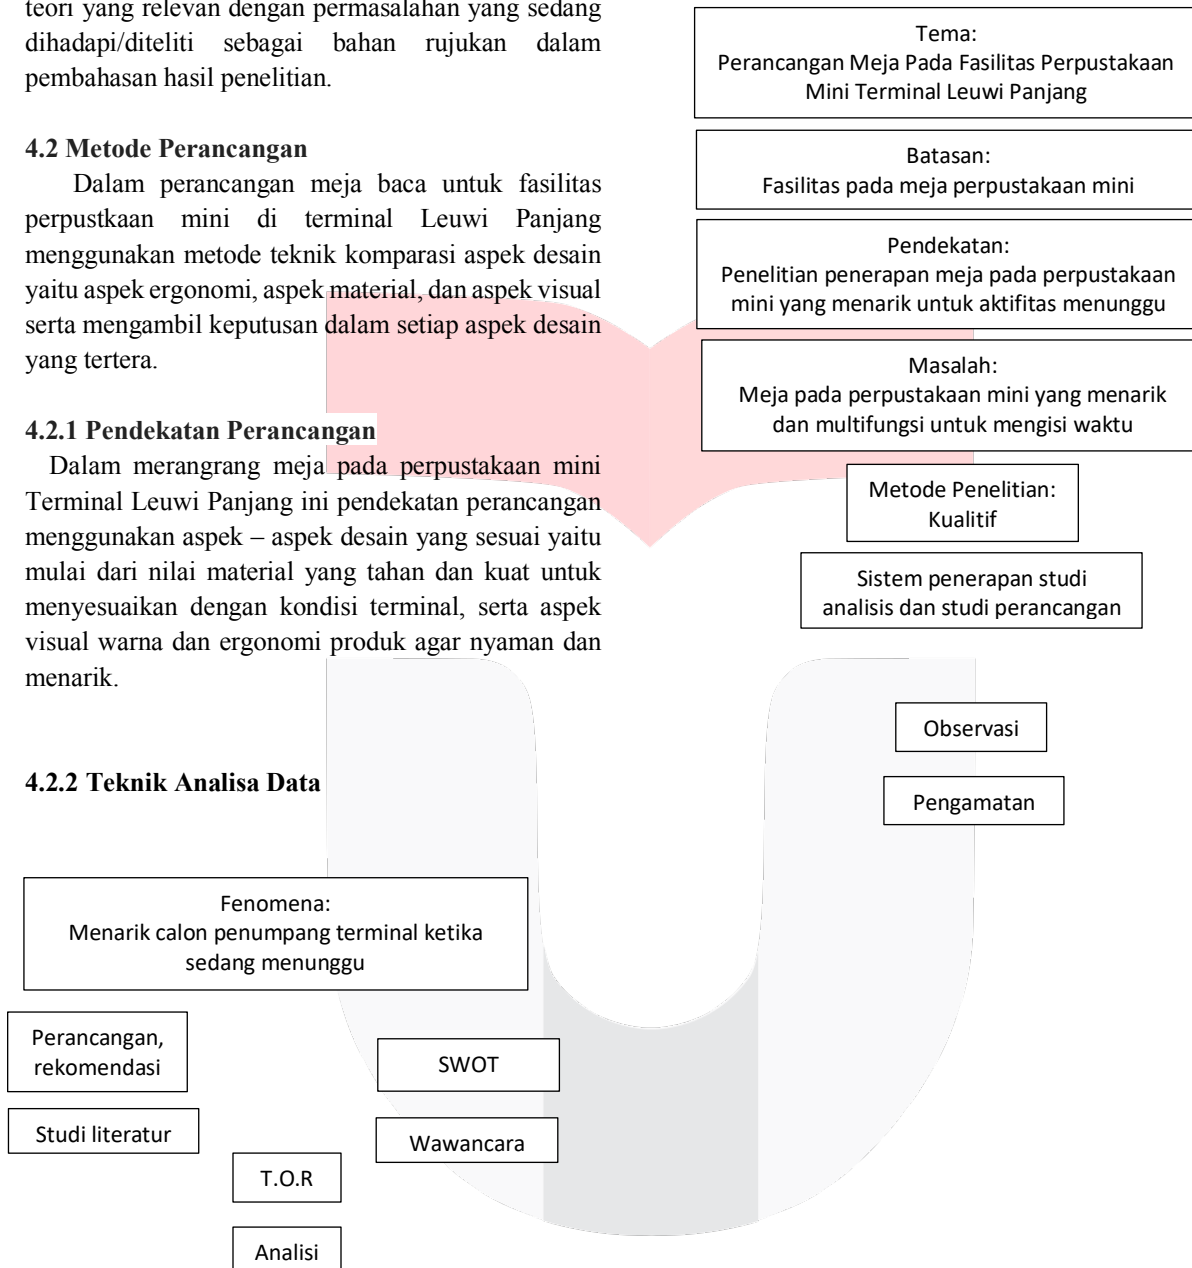 teori yang relevan dengan permasalahan yang sedang
dihadapi/diteliti sebagai bahan rujukan dalam
pembahasan hasil penelitian.
4.2 Metode Perancangan
Dalam perancangan meja baca untuk fasilitas
perpustkaan mini di terminal Leuwi Panjang
menggunakan metode teknik komparasi aspek desain
yaitu aspek ergonomi, aspek material, dan aspek visual
serta mengambil keputusan dalam setiap aspek desain
yang tertera.
4.2.1 Pendekatan Perancangan
Dalam merangrang meja pada perpustakaan mini
Terminal Leuwi Panjang ini pendekatan perancangan
menggunakan aspek – aspek desain yang sesuai yaitu
mulai dari nilai material yang tahan dan kuat untuk
menyesuaikan dengan kondisi terminal, serta aspek
visual warna dan ergonomi produk agar nyaman dan
menarik.
4.2.2 Teknik Analisa Data
Fenomena:
Menarik calon penumpang terminal ketika
sedang menunggu
Perancangan,
rekomendasi
Studi literatur
T.O.R
Analisi
SWOT
Wawancara
Tema:
Perancangan Meja Pada Fasilitas Perpustakaan
Mini Terminal Leuwi Panjang
Batasan:
Fasilitas pada meja perpustakaan mini
Pendekatan:
Penelitian penerapan meja pada perpustakaan
mini yang menarik untuk aktifitas menunggu
Masalah:
Meja pada perpustakaan mini yang menarik
dan multifungsi untuk mengisi waktu
Metode Penelitian:
Kualitif
Sistem penerapan studi
analisis dan studi perancangan
Observasi
Pengamatan